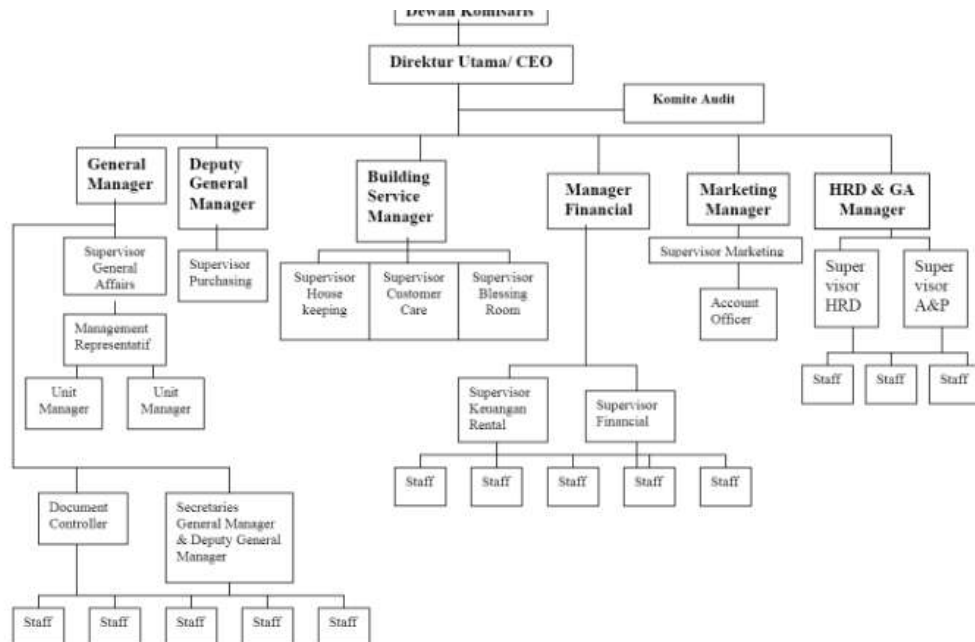 Dewan Komisaris
Direktur Utama/ CEO
Komite Audit
General
Manager
Deputy
General
Manager
Building
Service
Manager
Manager
Financial
Marketing
Manager
HRD & GA
Manager
Supervisor
General
Affairs
Supervisor
Purchasing
Supervisor
House
keeping
Supervisor
Customer
Care
Supervisor
Blessing
Room
Supervisor Marketing
Account
Officer
Super
visor
HRD
Super
visor
A&P
Management
Representatif
Unit
Manager
Unit
Manager
Staff
Staff
Staff
Supervisor
Keuangan
Rental
Supervisor
Financial
Staff
Staff
Staff
Staff
Staff
Document
Controller
Secretaries
General Manager
& Deputy General
Manager
Staff
Staff
Staff
Staff
Staff